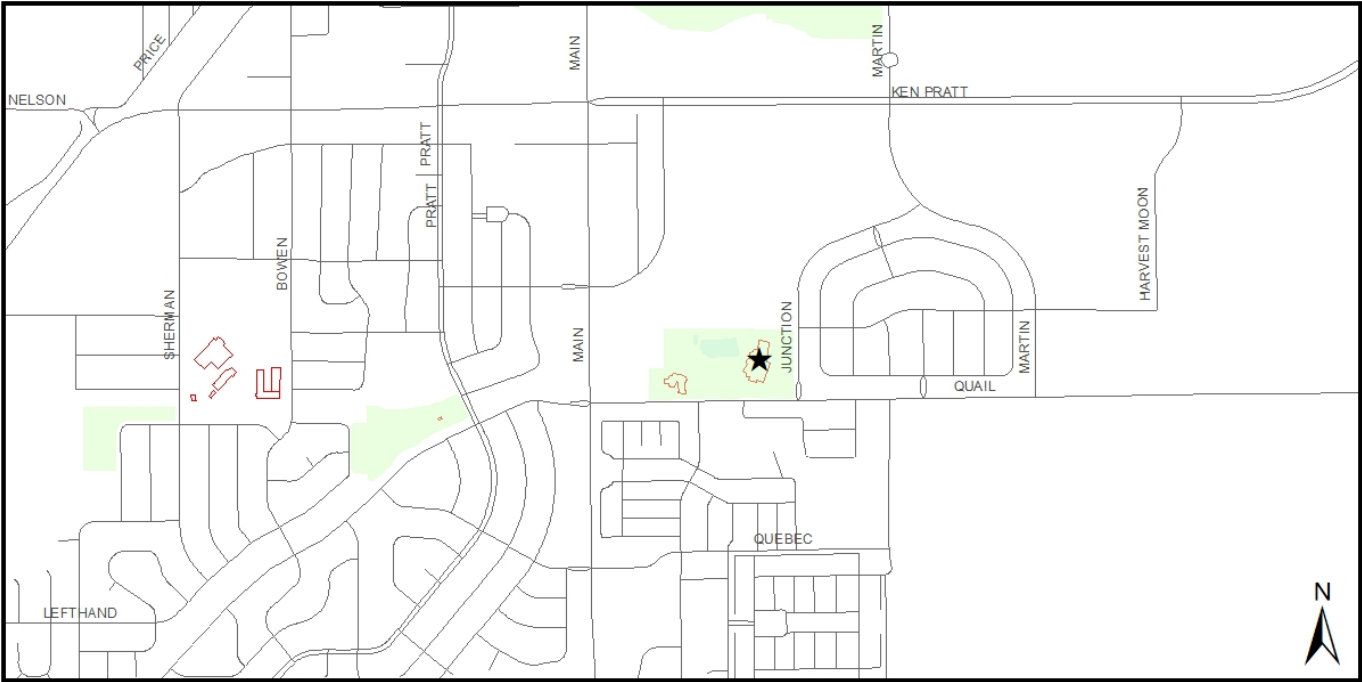 PRICE
MAIN
MARTIN
NELSON
KEN PRATT
PRATT
PRATT
BOWEN
HARVEST MOON
SHERMAN
MAIN
JUNCTION
MARTIN
QUAIL
QUEBEC
LEFTHAND
N